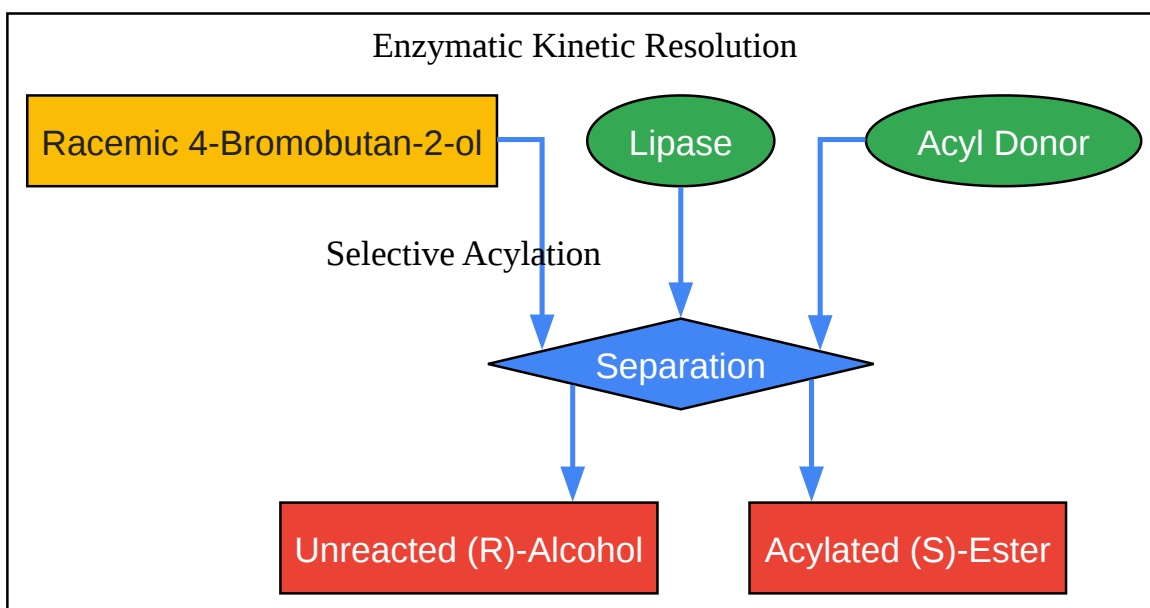 Enzymatic Kinetic Resolution
Racemic 4-Bromobutan-2-ol
Lipase
Acyl Donor
Selective Acylation
Separation
Unreacted (R)-Alcohol
Acylated (S)-Ester